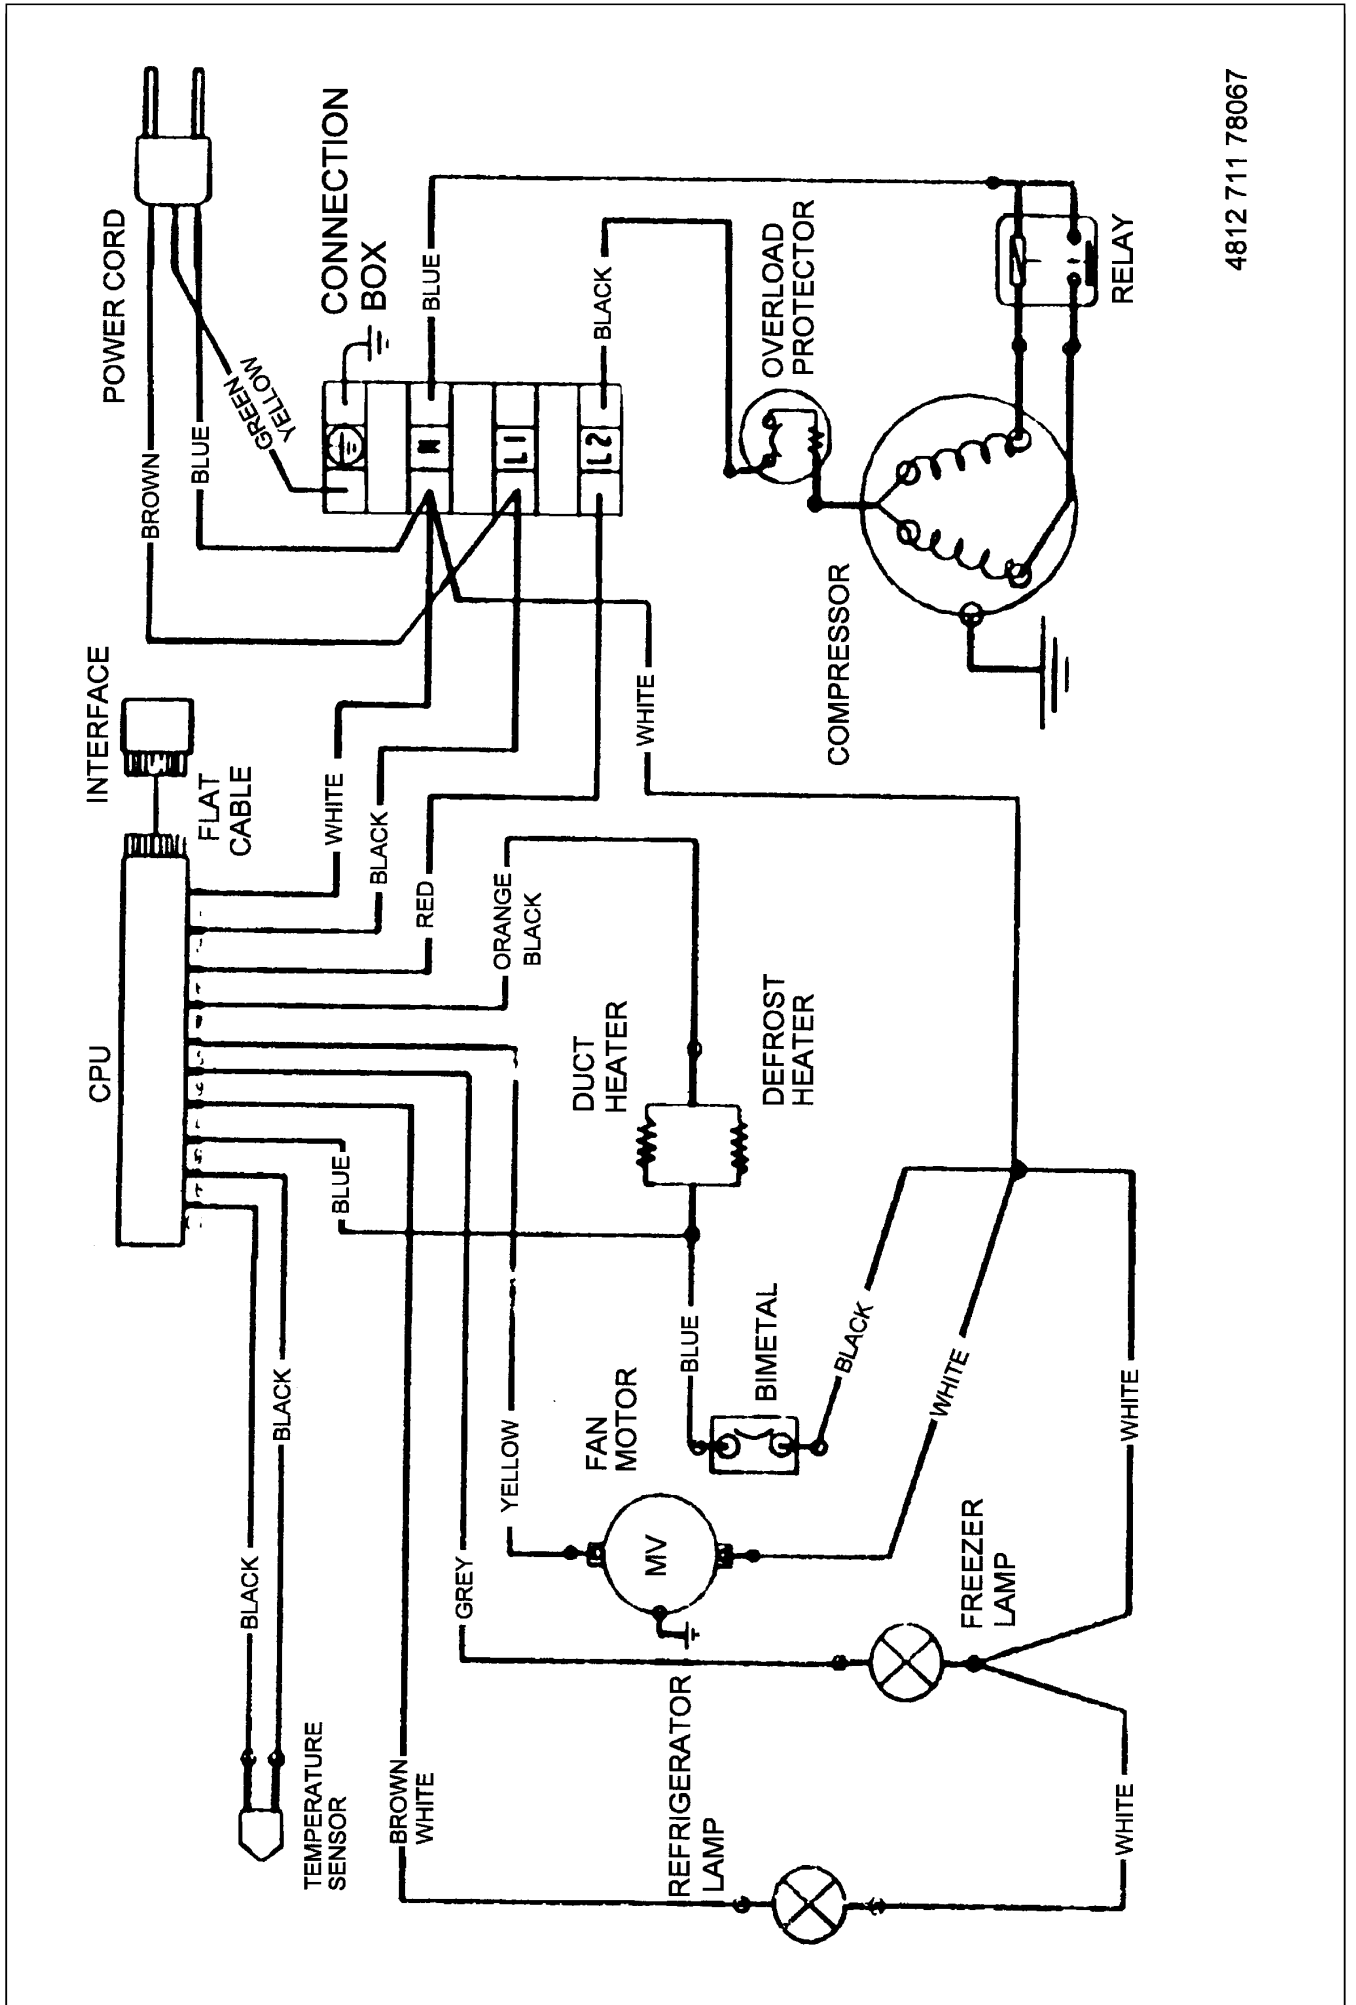 POWER CORD
CONNECTION
BOX
BROWN
BLUE
GREEN
YELLOW
N
L1
L2
BLUE
BLACK
OVERLOAD
PROTECTOR
RELAY
4812 711 78067
COMPRESSOR
INTERFACE
FLAT
CABLE
WHITE
BLACK
RED
ORANGE
BLACK
WHITE
CPU
DUCT
HEATER
DEFROST
HEATER
BLUE
BLUE
BIMETAL
BLACK
WHITE
WHITE
BLACK
BLACK
YELLOW
FAN
MOTOR
MV
GREY
FREEZER
LAMP
TEMPERATURE
SENSOR
BROWN
WHITE
REFRIGERATOR
LAMP
WHITE